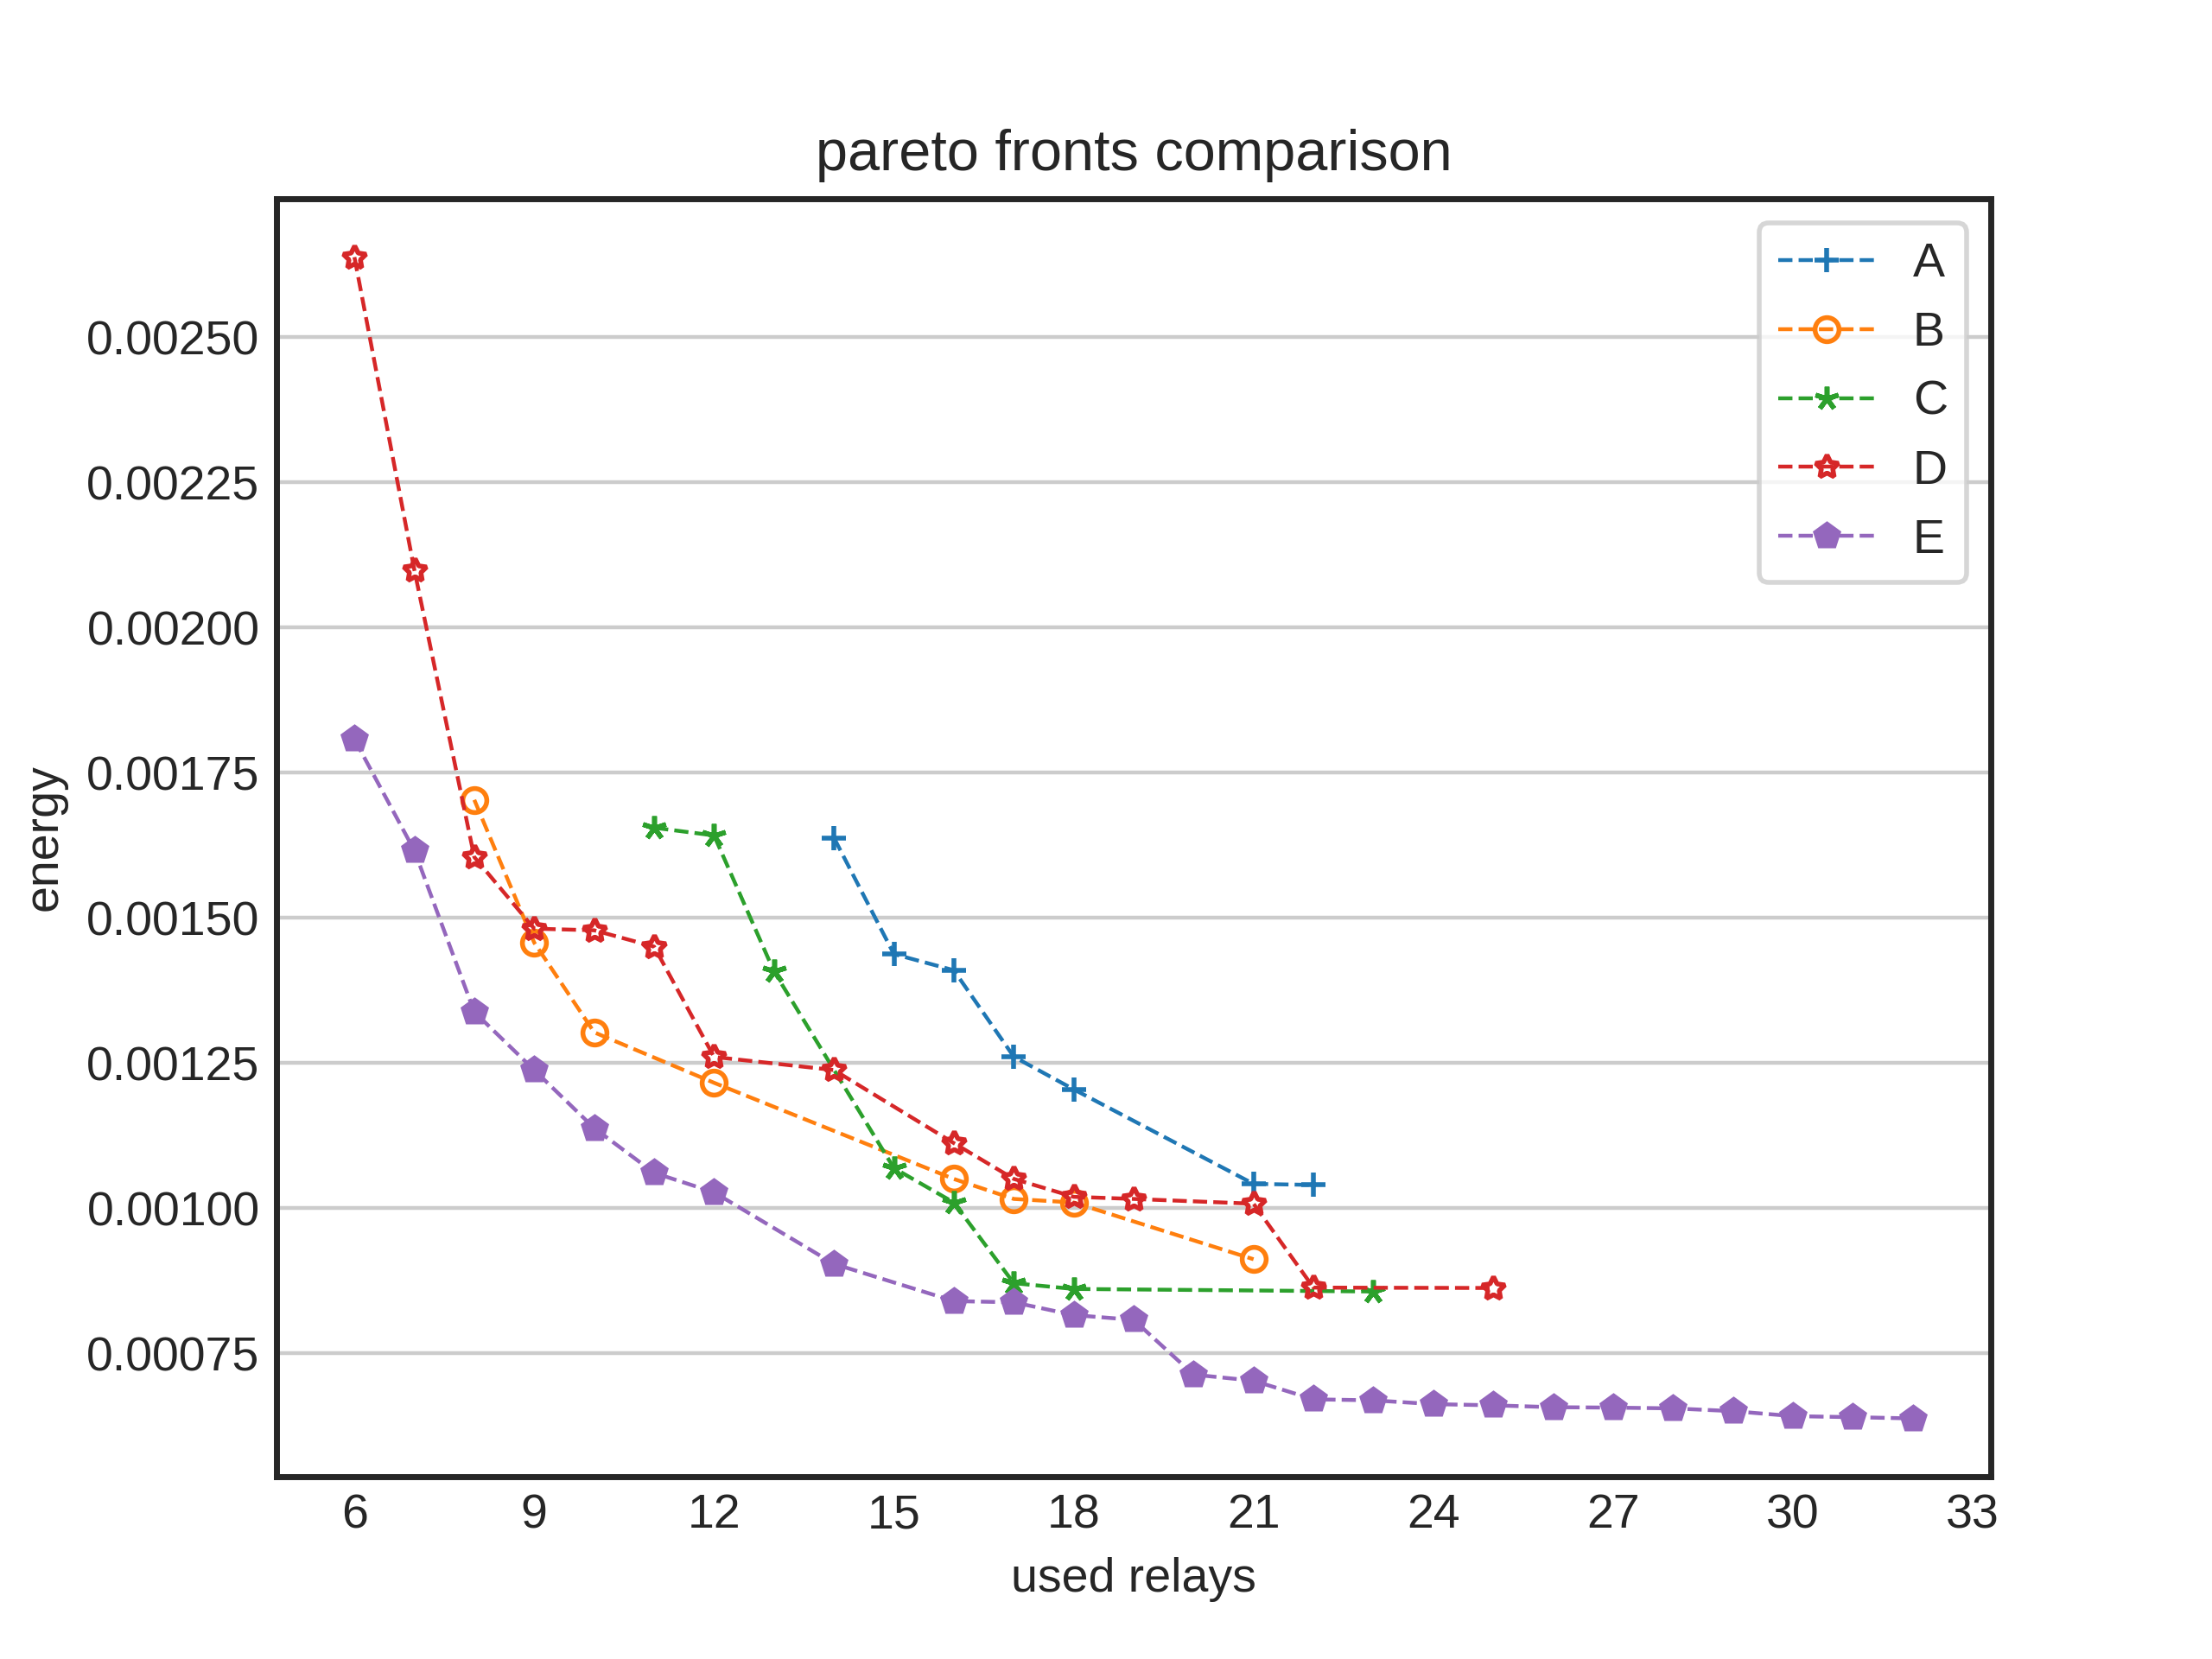 pareto fronts comparison
A
B
C
D
E
0.00250
0.00225
0.00200
0.00175
0.00150
0.00125
0.00100
0.00075
energy
6 9 12 15 18 21 24 27 30 33
used relays